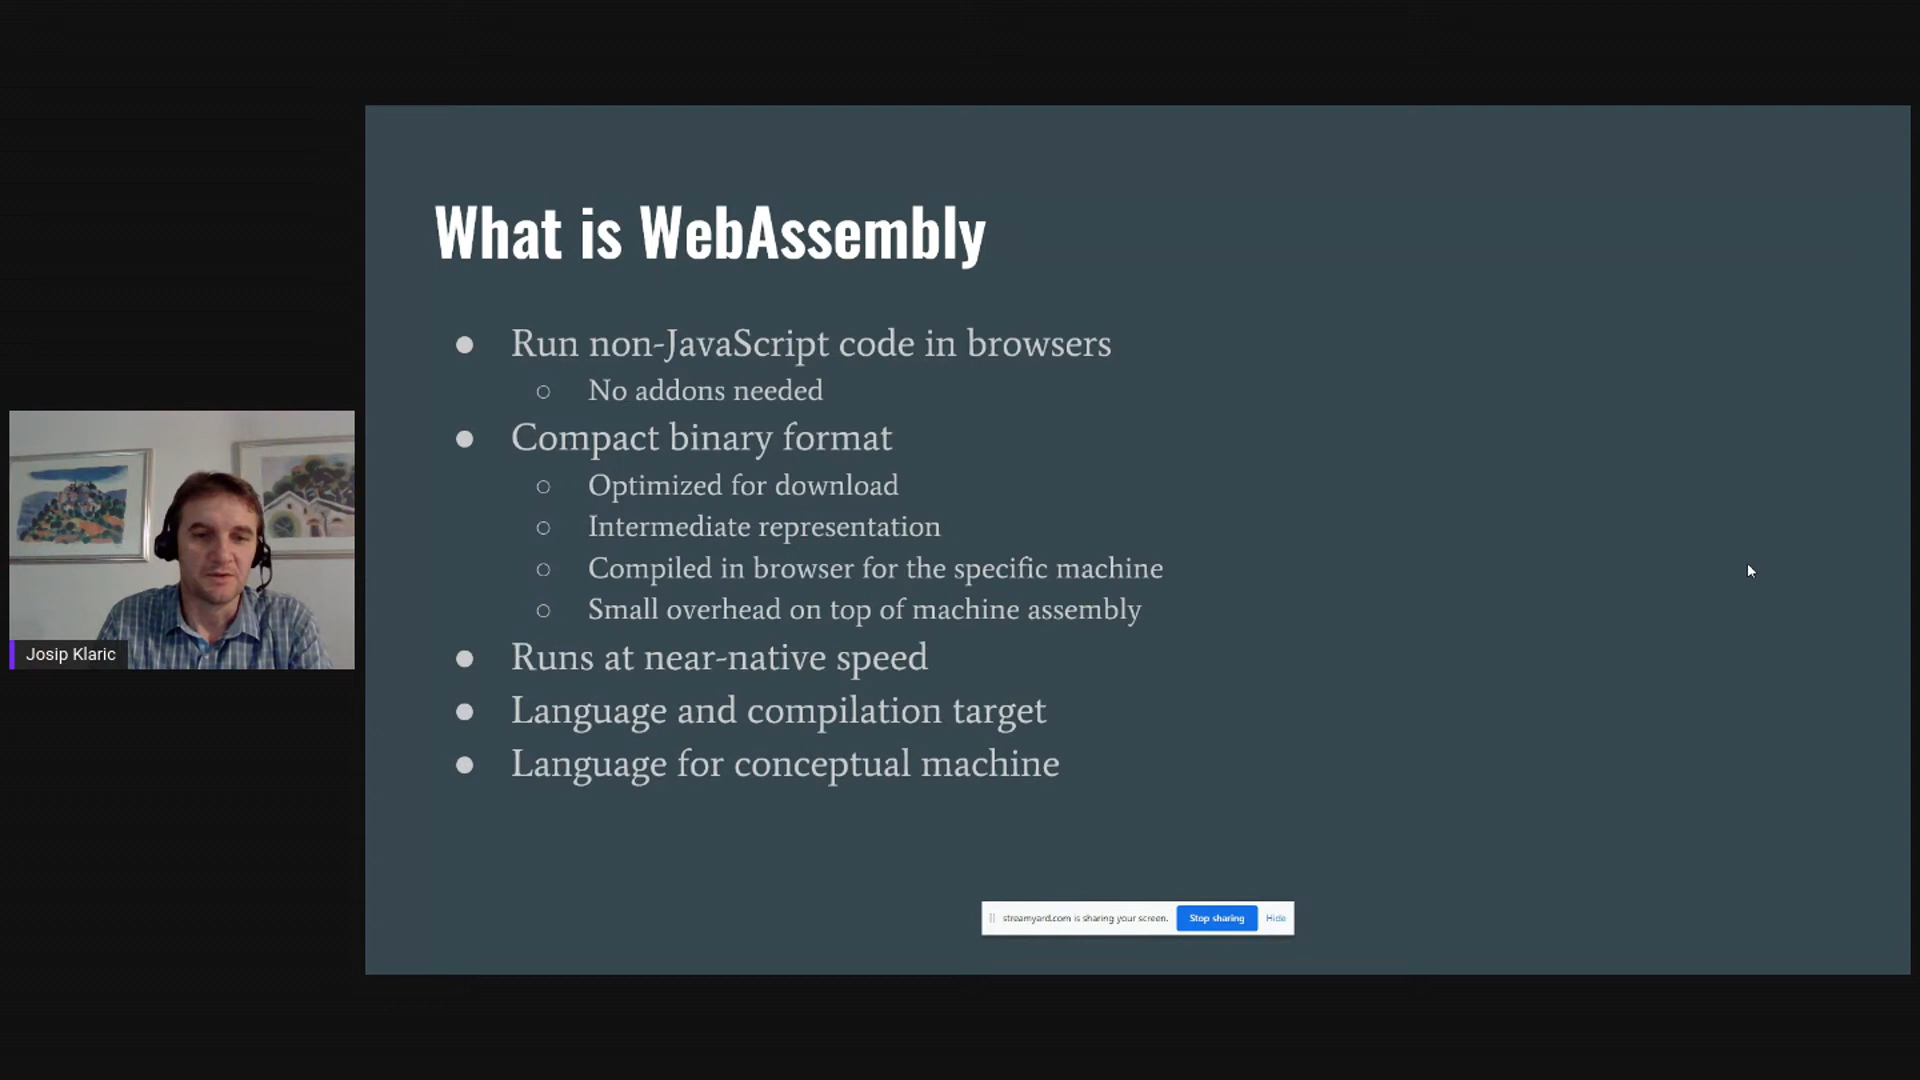 What is WebAssembly
● Run non-JavaScript code in browsers
○ No addons needed
● Compact binary format
○ Optimized for download
○ Intermediate representation
○ Compiled in browser for the specific machine
○ Small overhead on top of machine assembly
● Runs at near-native speed
● Language and compilation target
● Language for conceptual machine
Josip Klaric
streamyard.com is sharing your screen. Stop sharing Hide